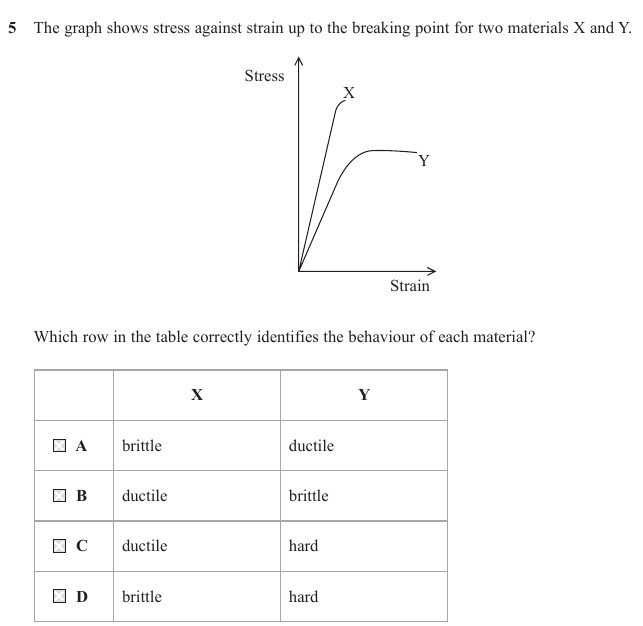 5 The graph shows stress against strain up to the breaking point for two materials X and Y.
Stress
X
Y
Strain
Which row in the table correctly identifies the behaviour of each material?
X Y
A brittle ductile
B ductile brittle
C ductile hard
D brittle hard